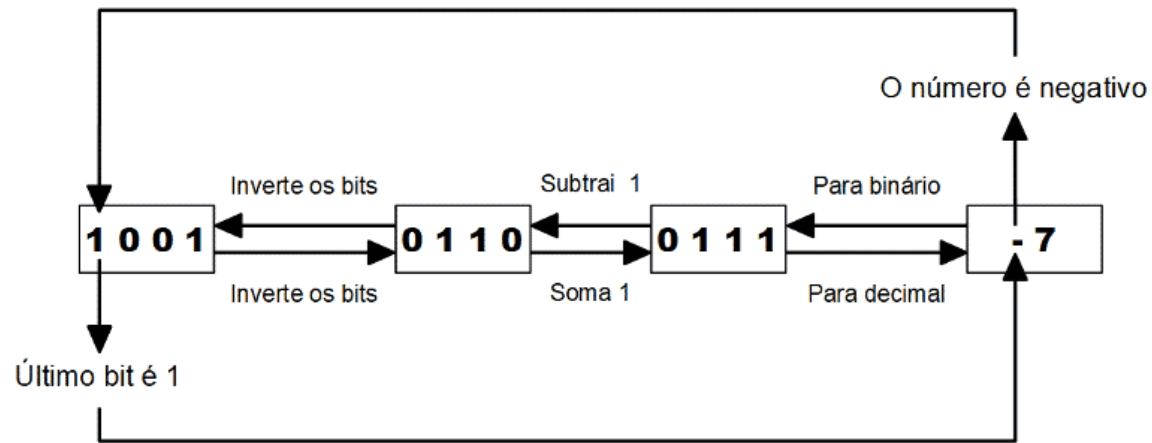 O número é negativo
Inverte os bits
Subtrai 1
Para binário
1 0 0 1
0 1 1 0
0 1 1 1
- 7
Inverte os bits
Soma 1
Para decimal
Último bit é 1